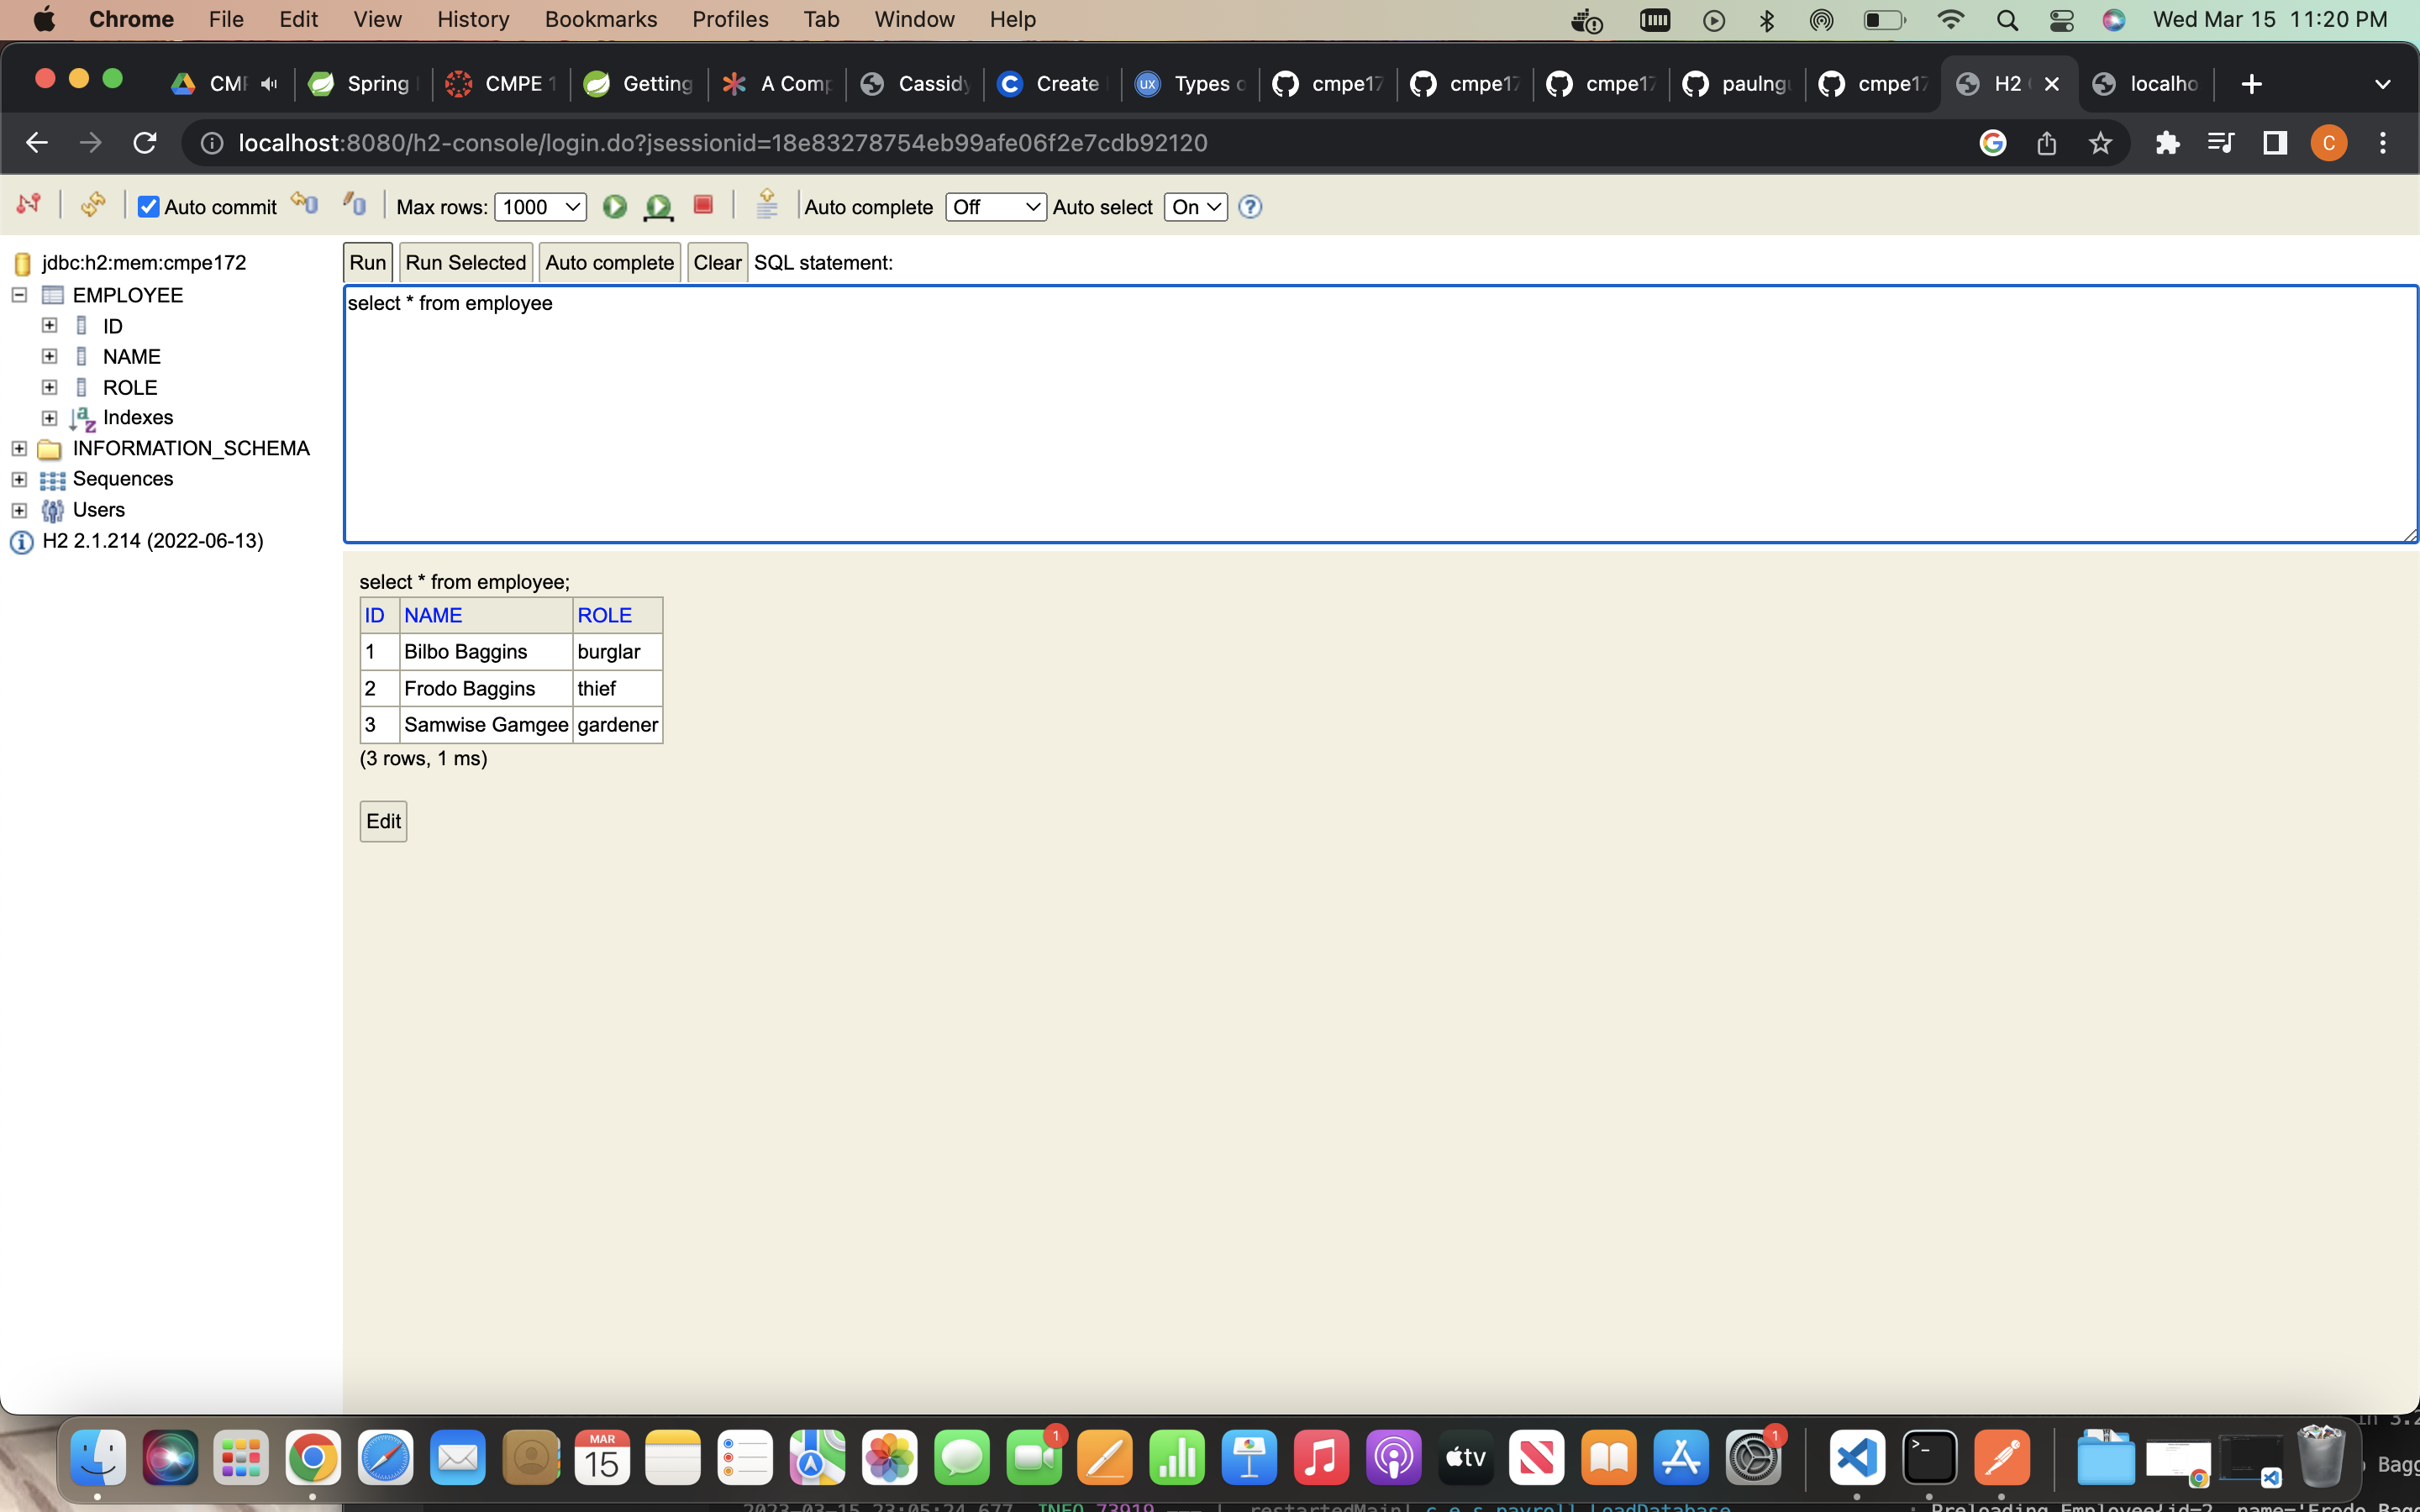 Chrome File Edit View History Bookmarks Profiles Tab Window Help Wed Mar 15 11:20 PM
CMP Spring CMPE 1 Getting A Comp Cassidy Create Types o cmpe17 cmpe17 cmpe17 paulng cmpe17 H2 localho
localhost:8080/h2-console/login.do?jsessionid=18e83278754eb99afe06f2e7cdb92120 C
Auto commit Max rows: 1000 Auto complete Off Auto select On ?
jdbc:h2:mem:cmpe172
EMPLOYEE
ID
NAME
ROLE
Indexes
INFORMATION_SCHEMA
Sequences
Users
H2 2.1.214 (2022-06-13)
Run Run Selected Auto complete Clear SQL statement:
select * from employee
select * from employee;
ID NAME ROLE
1 Bilbo Baggins burglar
2 Frodo Baggins thief
3 Samwise Gamgee gardener
(3 rows, 1 ms)
Edit
MAR
15
1
tv
1
Bagg
2023-03-15 23:05:24.677 INFO 73919 --- [ restartedMain] c.e.s.payroll.LoadDatabase : Preloading Employee{id=2, name='Frodo Bagg